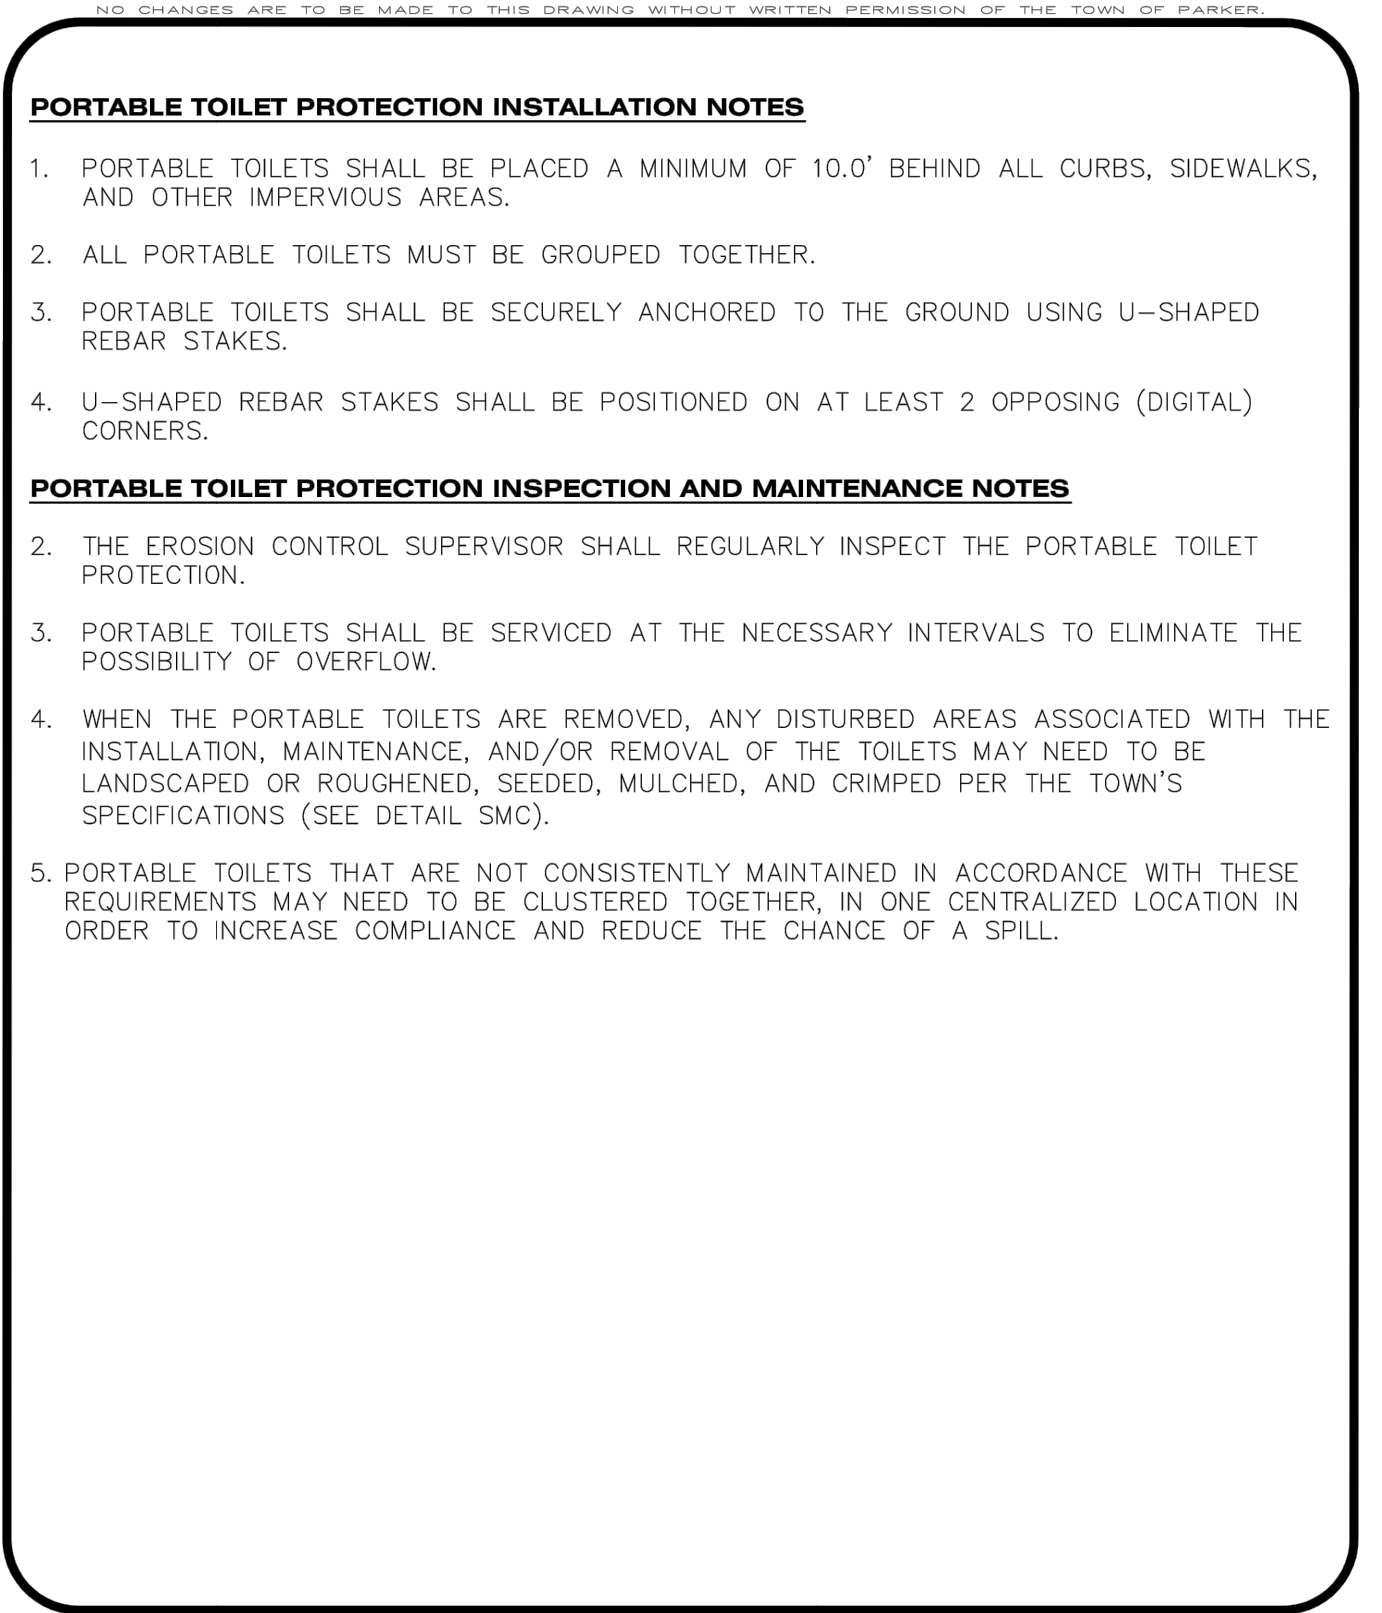 NO CHANGES ARE TO BE MADE TO THIS DRAWING WITHOUT WRITTEN PERMISSION OF THE TOWN OF PARKER.
PORTABLE TOILET PROTECTION INSTALLATION NOTES
1. PORTABLE TOILETS SHALL BE PLACED A MINIMUM OF 10.0' BEHIND ALL CURBS, SIDEWALKS,
AND OTHER IMPERVIOUS AREAS.
2. ALL PORTABLE TOILETS MUST BE GROUPED TOGETHER.
3. PORTABLE TOILETS SHALL BE SECURELY ANCHORED TO THE GROUND USING U-SHAPED
REBAR STAKES.
4. U-SHAPED REBAR STAKES SHALL BE POSITIONED ON AT LEAST 2 OPPOSING (DIGITAL)
CORNERS.
PORTABLE TOILET PROTECTION INSPECTION AND MAINTENANCE NOTES
2. THE EROSION CONTROL SUPERVISOR SHALL REGULARLY INSPECT THE PORTABLE TOILET
PROTECTION.
3. PORTABLE TOILETS SHALL BE SERVICED AT THE NECESSARY INTERVALS TO ELIMINATE THE
POSSIBILITY OF OVERFLOW.
4. WHEN THE PORTABLE TOILETS ARE REMOVED, ANY DISTURBED AREAS ASSOCIATED WITH THE
INSTALLATION, MAINTENANCE, AND/OR REMOVAL OF THE TOILETS MAY NEED TO BE
LANDSCAPED OR ROUGHENED, SEEDED, MULCHED, AND CRIMPED PER THE TOWN'S
SPECIFICATIONS (SEE DETAIL SMC).
5. PORTABLE TOILETS THAT ARE NOT CONSISTENTLY MAINTAINED IN ACCORDANCE WITH THESE
REQUIREMENTS MAY NEED TO BE CLUSTERED TOGETHER, IN ONE CENTRALIZED LOCATION IN
ORDER TO INCREASE COMPLIANCE AND REDUCE THE CHANCE OF A SPILL.